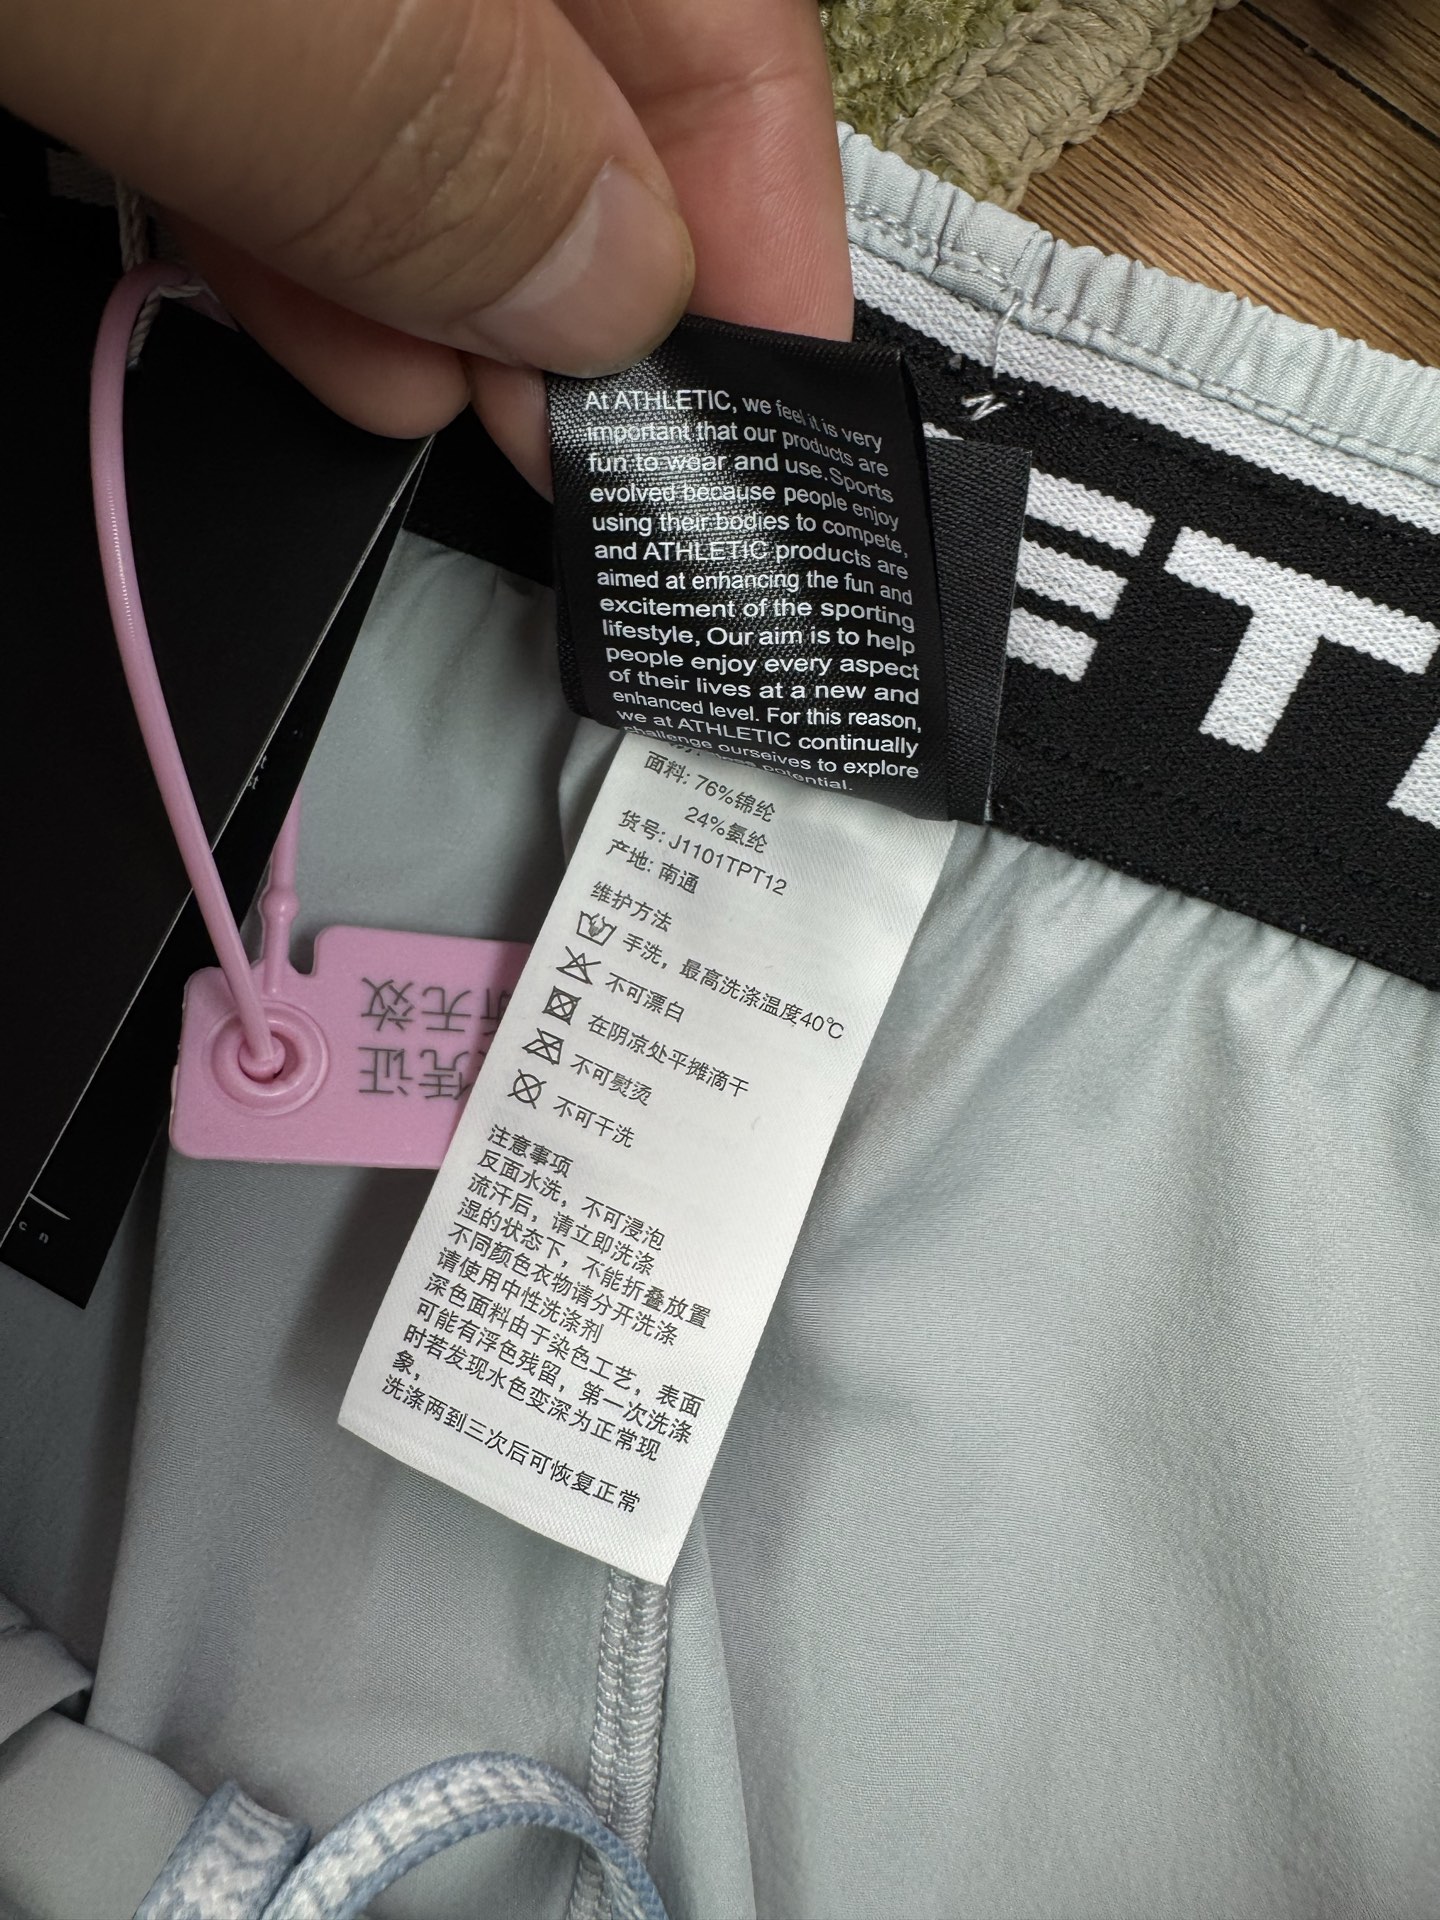 At ATHLETIC, we feel it is very
important that our products are
fun to wear and use.Sports
evolved because people enjoy
using their bodies to compete,
and ATHLETIC products are
aimed at enhancing the fun and
excitement of the sporting
lifestyle, Our aim is to help
people enjoy every aspect
of their lives at a new and
enhanced level. For this reason,
we at ATHLETIC continually
challenge ourselves to explore
potential.
面料: 76%锦纶
24%氨纶
货号: J1101TPT12
产地: 南通
维护方法
手洗，最高洗涤温度40℃
不可漂白
在阴凉处平摊滴干
不可熨烫
不可干洗
注意事项
反面水洗，不可浸泡
流汗后，请立即洗涤
湿的状态下，不能折叠放置
不同颜色衣物请分开洗涤
请使用中性洗涤剂
深色面料由于染色工艺，表面
可能有浮色残留，第一次洗涤
时若发现水色变深为正常现
象，
洗涤两到三次后可恢复正常
凭证
无效
ET
cn